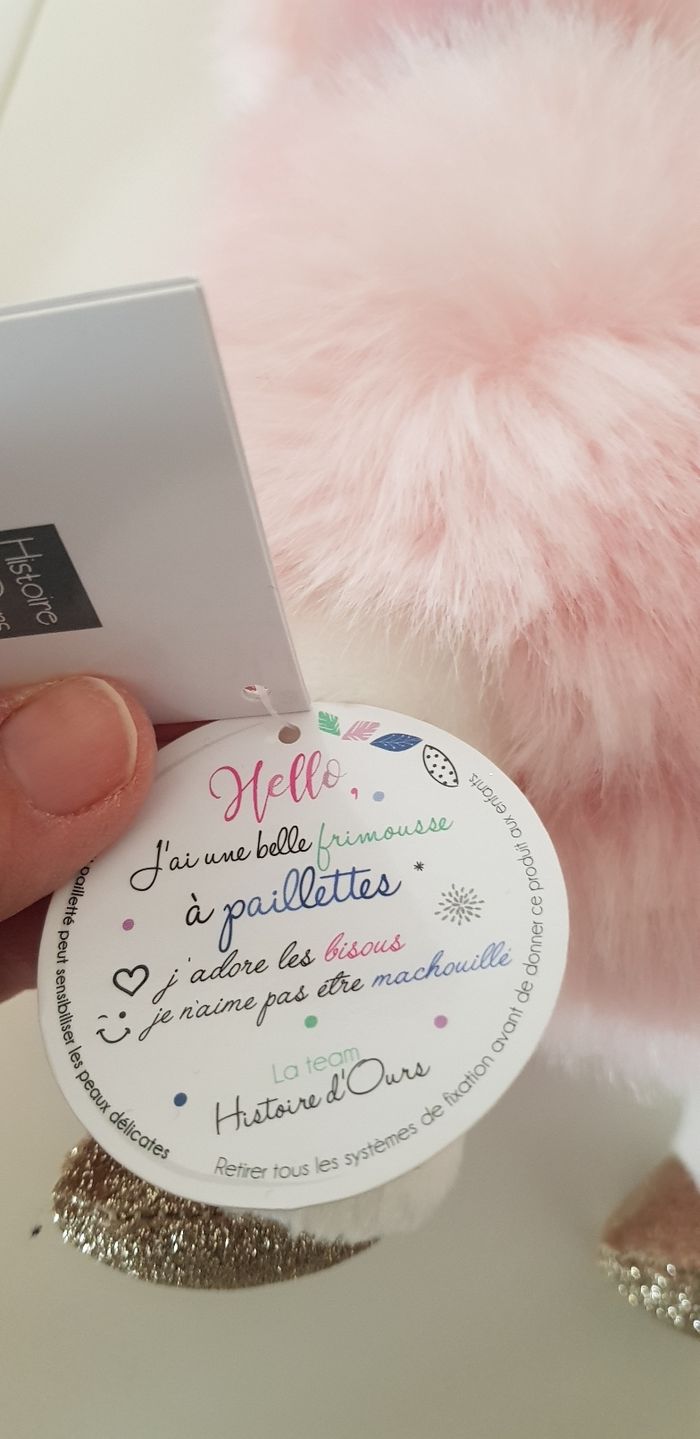 Histoire
Hello,
J'ai une belle frimousse
à paillettes
j'adore les bisous
je n'aime pas être machouillé
La team
Histoire d'Ours
peut sensibiliser les peaux délicates
Retirer tous les systèmes de fixation avant de donner ce produit aux enfants